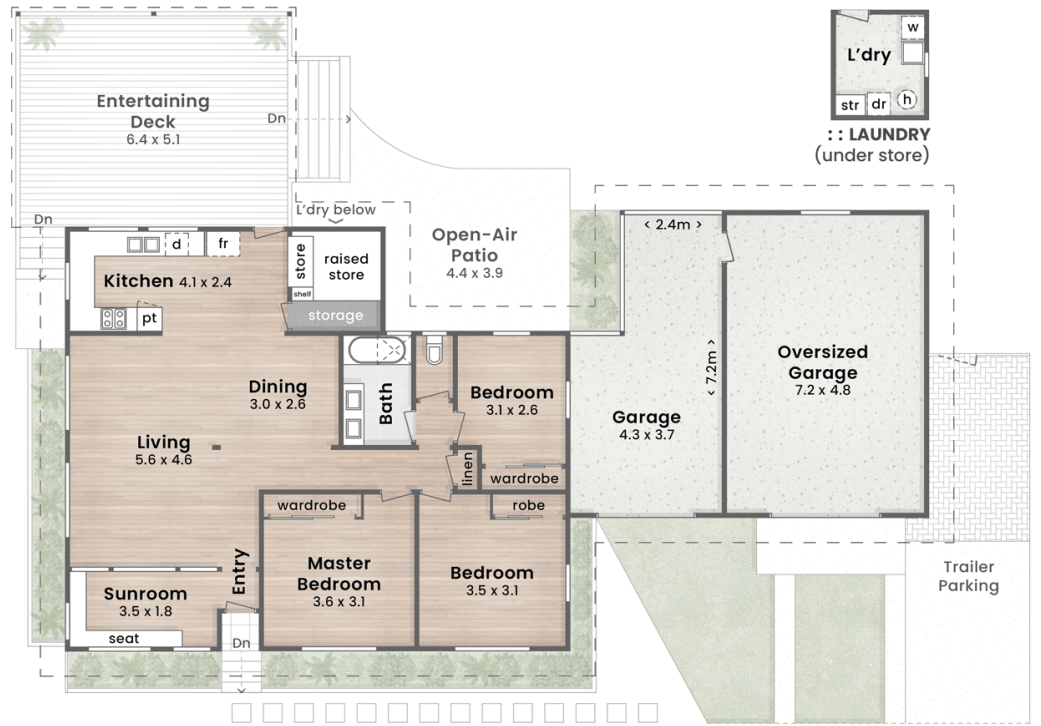 Entertaining
Deck
6.4 x 5.1
Dn
Dn
w
L'dry
str
dr
h
: : LAUNDRY
(under store)
L'dry below
Open-Air
Patio
4.4 x 3.9
< 2.4m >
d
fr
Kitchen 4.1 x 2.4
pt
store
shelf
raised
store
storage
Dining
3.0 x 2.6
Living
5.6 x 4.6
Bath
Bedroom
3.1 x 2.6
linen
wardrobe
Garage
4.3 x 3.7
< 7.2m >
Oversized
Garage
7.2 x 4.8
wardrobe
robe
Master
Bedroom
3.6 x 3.1
Bedroom
3.5 x 3.1
Entry
Sunroom
3.5 x 1.8
seat
Dn
Trailer
Parking